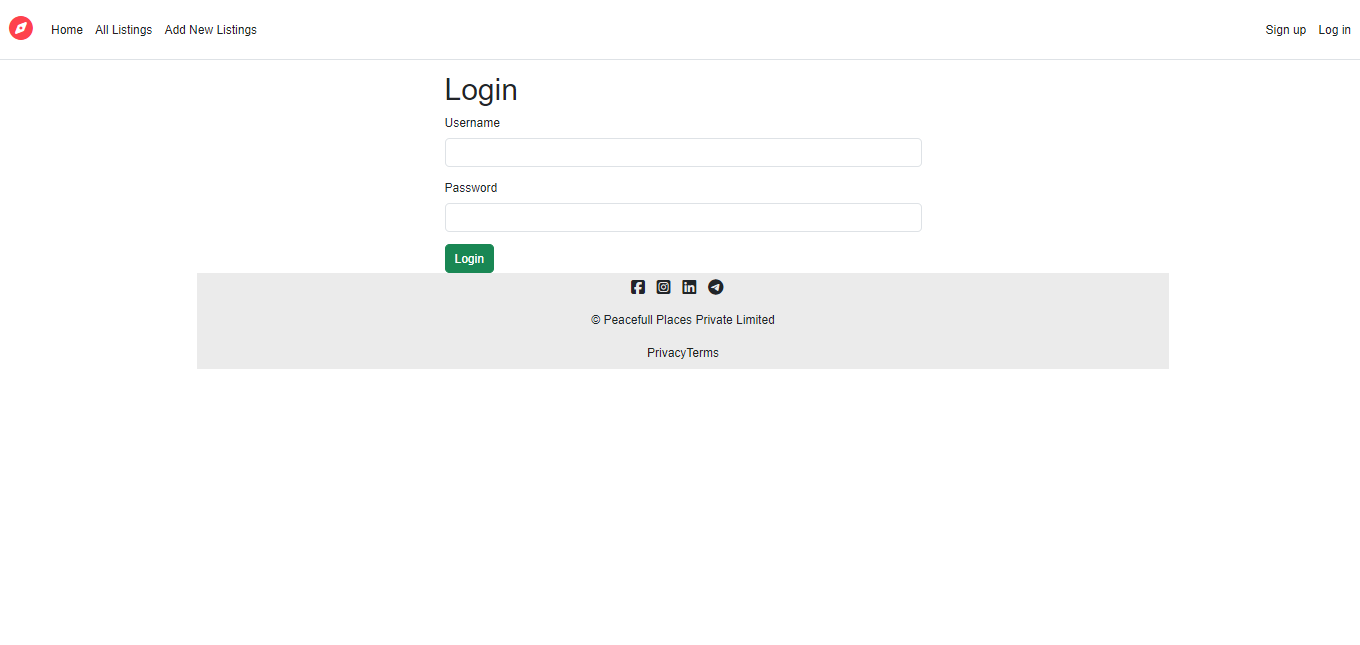 Home All Listings Add New Listings Sign up Log in
Login
Username
Password
Login
© Peacefull Places Private Limited
PrivacyTerms